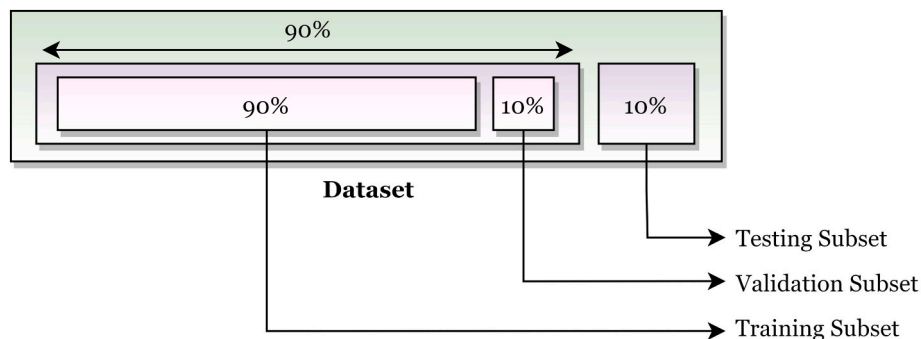 90%
90%
10%
10%
Dataset
Testing Subset
Validation Subset
Training Subset